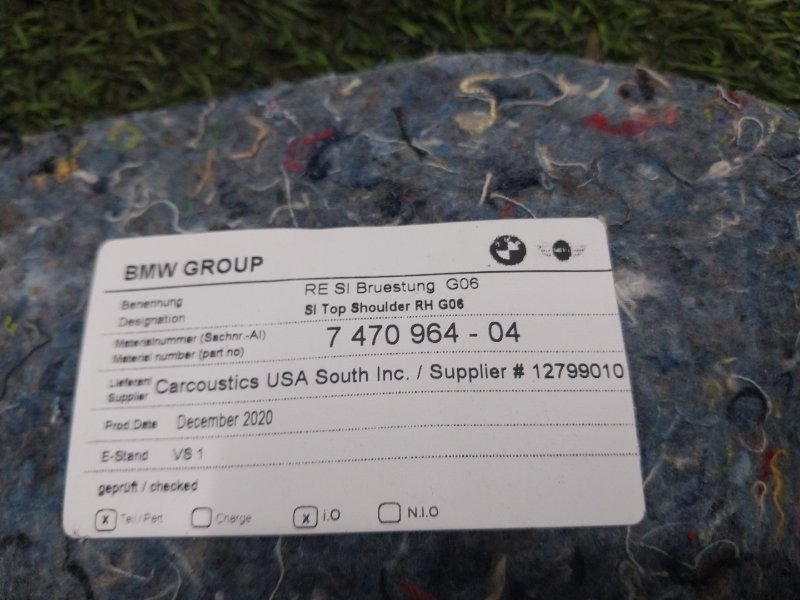 BMW GROUP
Benennung RE SI Bruestung G06
Designation SI Top Shoulder RH G06
Materialnummer (Sachnr.-AI) 7 470 964 - 04
Material number (part no)
Lieferant Carcoustics USA South Inc. / Supplier # 12799010
Supplier
Prod.Date December 2020
E-Stand VS 1
geprüft / checked
x Teil/Part Charge x I.O N.I.O